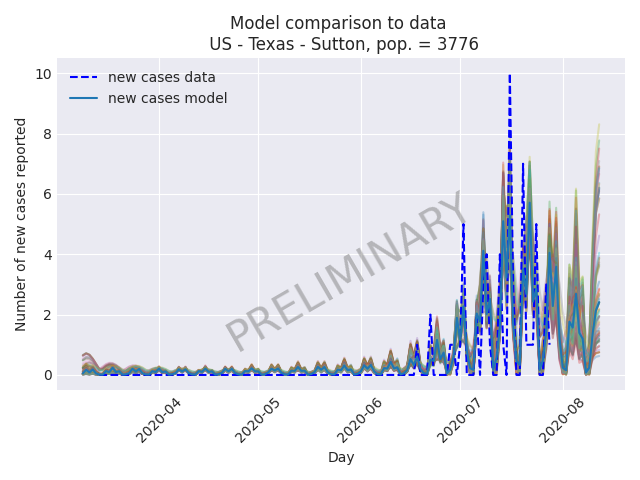 Model comparison to data
US - Texas - Sutton, pop. = 3776
new cases data
new cases model
10
8
6
4
2
0
Number of new cases reported
PRELIMINARY
2020-04
2020-05
2020-06
2020-07
2020-08
Day